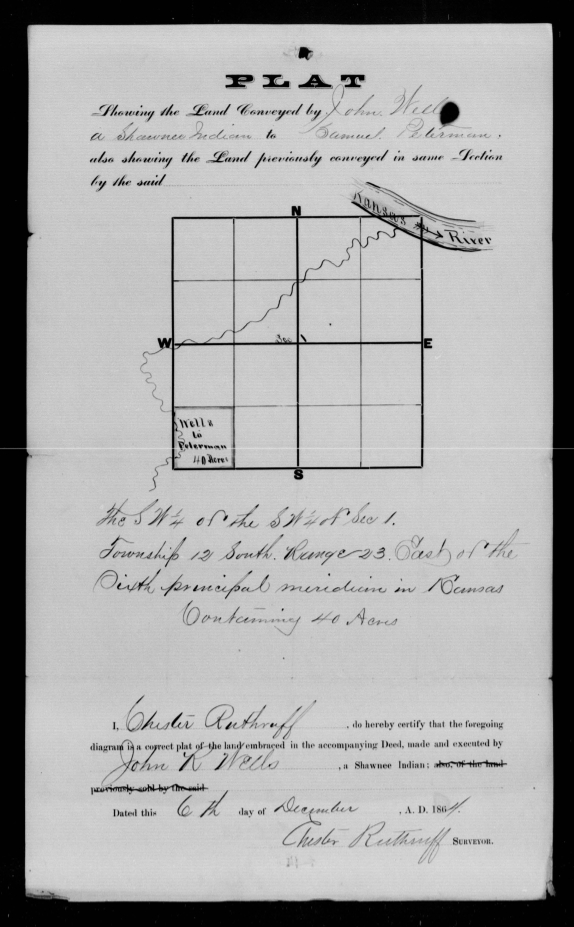 PLAT
Showing the Land Conveyed by John Wells
a Shawnee Indian to Samuel Peterman.
also showing the Land previously conveyed in same Section
by the said
Kansas
River
N
W
Sec 1
E
Wells
to
Peterman
40 Acres
S
The SW ¼ of the SW ¼ of Sec 1.
Township 12 South. Range 23. East of the
Sixth principal meridian in Kansas
Containing 40 Acres
I, Chester Ruthruff , do hereby certify that the foregoing
diagram is a correct plat of the land embraced in the accompanying Deed, made and executed by
John K Wells , a Shawnee Indian; also, of the land
previously sold by the said
Dated this 6th day of December , A. D. 1864.
Chester Ruthruff SURVEYOR.